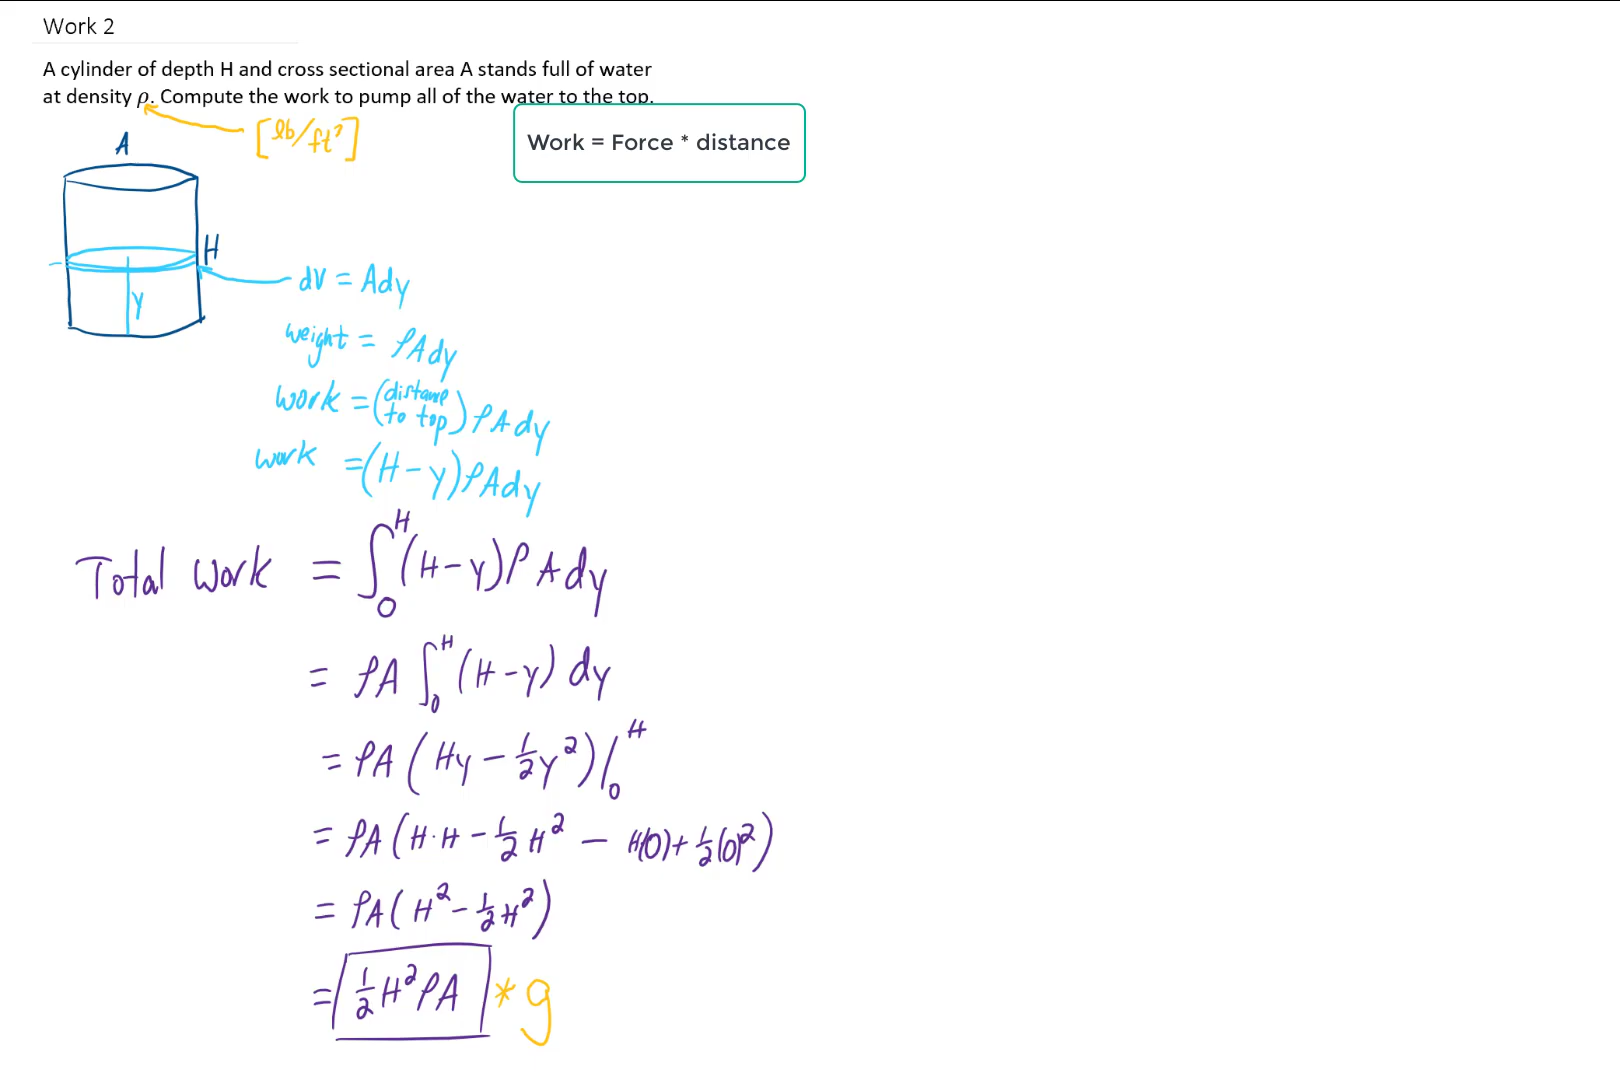 Work 2
A cylinder of depth H and cross sectional area A stands full of water
at density ρ. Compute the work to pump all of the water to the top.
[lb/ft³]
Work = Force * distance
A
H
y
dV = Ady
weight = ρAdy
work = (distance to top) ρAdy
work = (H-y)ρAdy
Total Work = ∫₀ᴴ (H-y)ρAdy
= ρA ∫₀ᴴ (H-y) dy
= ρA (Hy - ½y²)|₀ᴴ
= ρA (H·H - ½H² - H(0) + ½(0)²)
= ρA (H² - ½H²)
= ½H²ρA * g